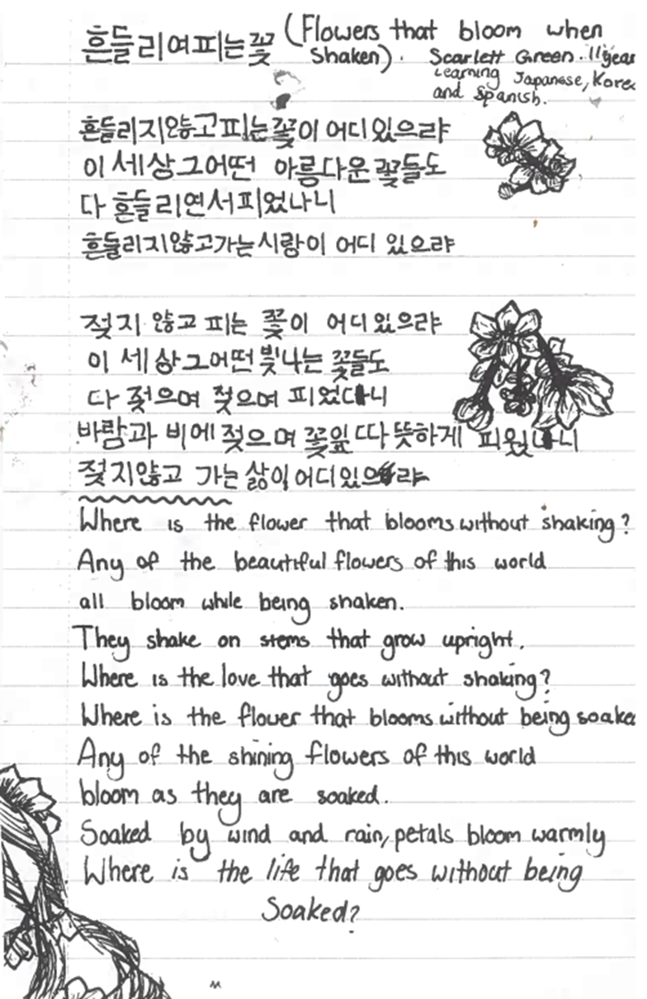 흔들리여피는꽃 (Flowers that bloom when
shaken). Scarlett Green. 11 year
Learning Japanese, Korea
and Spanish.
흔들리지않고피는꽃이 어디있으랴
이 세상그어떤 아름다운 꽃들도
다 흔들리면서피었나니
흔들리지않고가는사랑이 어디 있으랴
젖지 않고 피는 꽃이 어디있으랴
이 세상그어떤빛나는 꽃들도
다 젖으며 젖으며 피었다니
바람과 비에 젖으며 꽃잎 따뜻하게 피웠니
젖지않고 가는 삶이 어디있으랴
Where is the flower that blooms without shaking?
Any of the beautiful flowers of this world
all bloom while being shaken.
They shake on stems that grow upright.
Where is the love that goes without shaking?
Where is the flower that blooms without being soake
Any of the shining flowers of this world
bloom as they are soaked.
Soaked by wind and rain, petals bloom warmly
Where is the life that goes without being
Soaked?